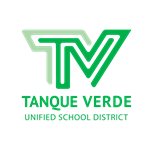 TV
TANQUE VERDE
UNIFIED SCHOOL DISTRICT